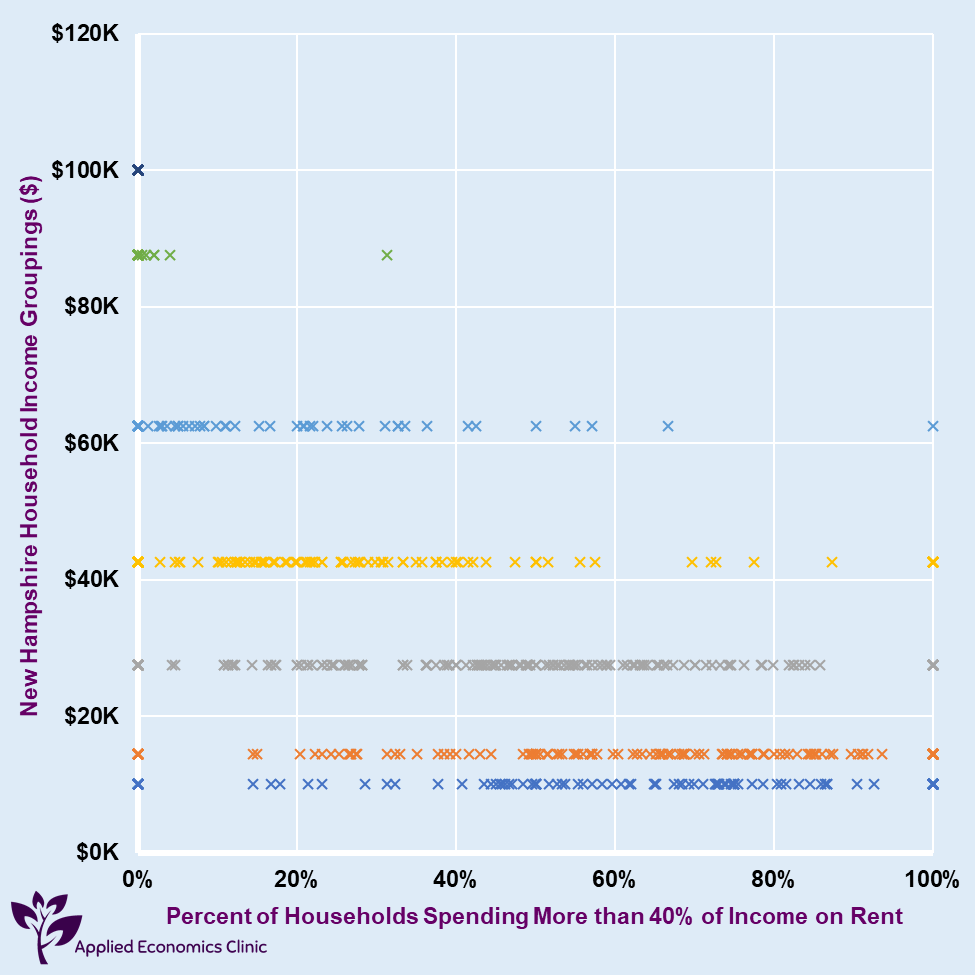 $120K
$100K
$80K
$60K
$40K
$20K
$0K
New Hampshire Household Income Groupings ($)
0% 20% 40% 60% 80% 100%
Percent of Households Spending More than 40% of Income on Rent
Applied Economics Clinic